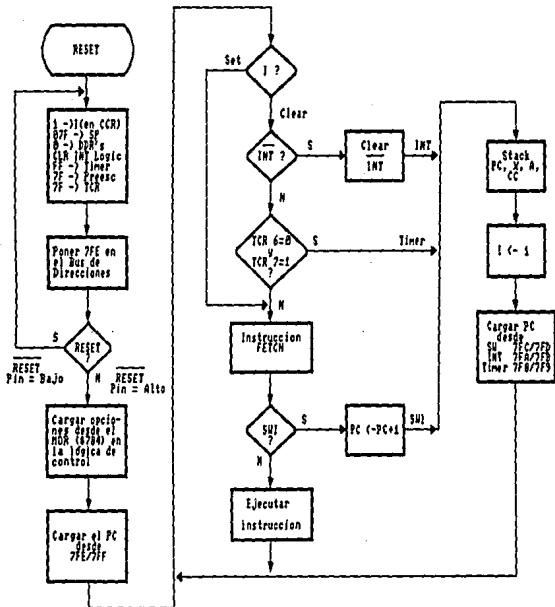 RESET
1 ->I(en CCR)
07F -> SP
0 -> DDR's
CLR INT Logic
FF -> Timer
7F -> Preesc
7F -> TCR
Poner 7FE en
el Bus de
Direcciones
S
RESET
?
RESET
Pin = Bajo
N
RESET
Pin = Alto
Cargar opcio-
nes desde el
MOR (6784) en
la lógica de
control
Cargar el PC
desde
7FE/7FF
Set
I ?
Clear
INT ?
S
Clear
INT
INT
N
TCR 6=0
y
TCR 7=1
?
S
Timer
N
Instruccion
FETCH
SWI
?
S
PC <-PC+1
SWI
N
Ejecutar
instruccion
Stack
PC, X, A,
CC
I <- 1
Cargar PC
desde
SW 7FC/7FD
INT 7FA/7FB
Timer 7F8/7F9